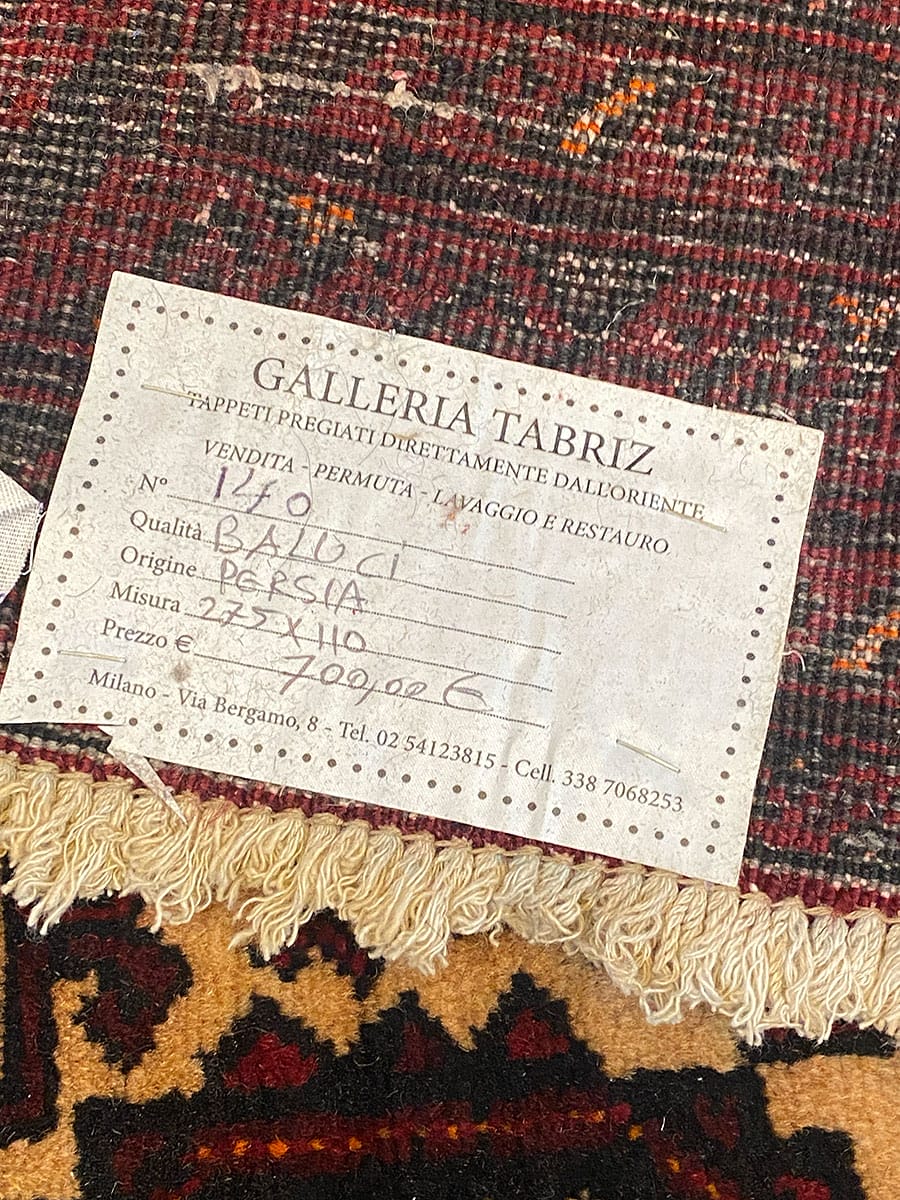 GALLERIA TABRIZ
TAPPETI PREGIATI DIRETTAMENTE DALL'ORIENTE
VENDITA - PERMUTA - LAVAGGIO E RESTAURO
N° 140
Qualità BALUCI
Origine PERSIA
Misura 275 X 110
Prezzo € 700,00 €
Milano - Via Bergamo, 8 - Tel. 02 54123815 - Cell. 338 7068253